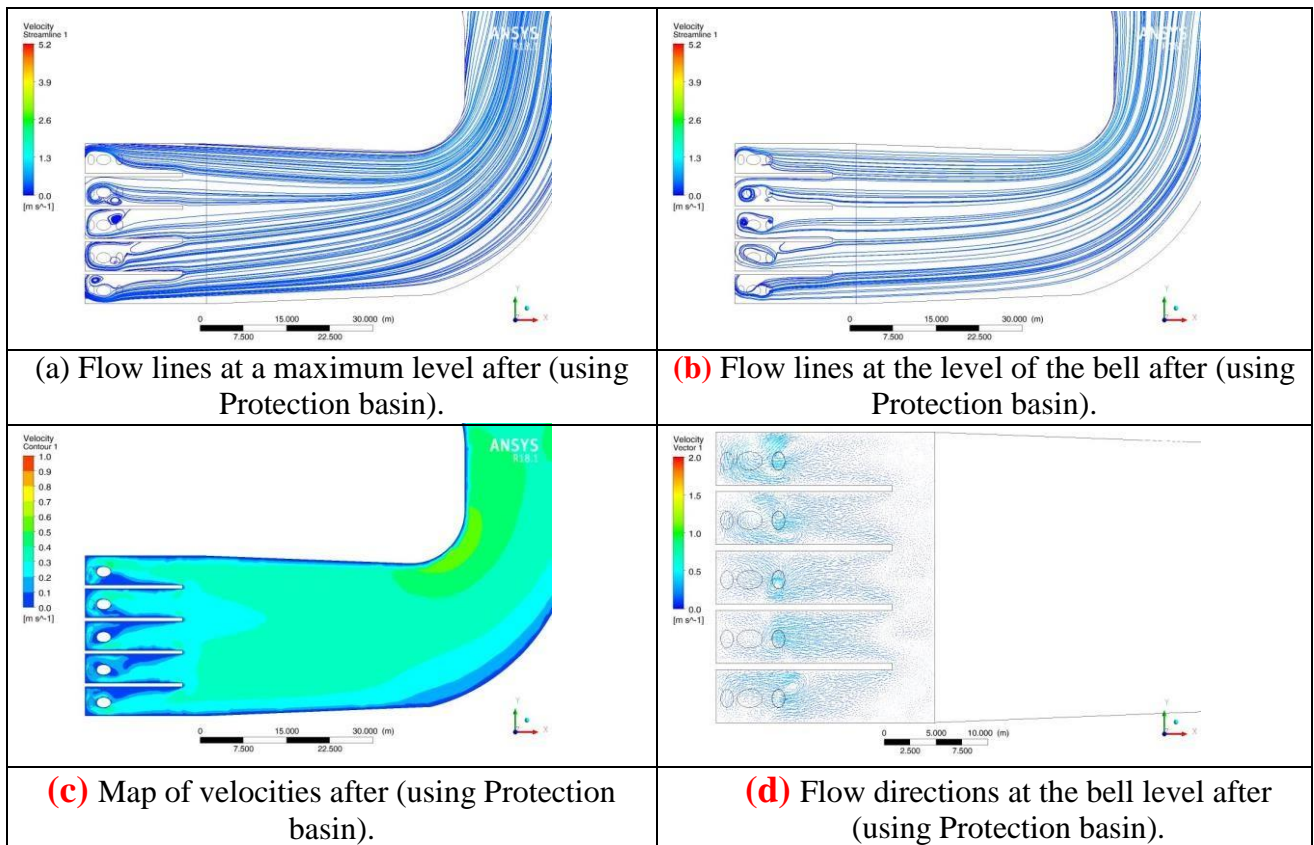 Velocity
Streamline 1
5.2
3.9
2.6
1.3
0.0
[m s^-1]
ANSYS
R18.1
Y
X
0 15.000 30.000 (m)
7.500 22.500
(a) Flow lines at a maximum level after (using
Protection basin).
Velocity
Streamline 1
5.2
3.9
2.6
1.3
0.0
[m s^-1]
ANSYS
R18.1
Y
X
0 15.000 30.000 (m)
7.500 22.500
(b) Flow lines at the level of the bell after (using
Protection basin).
Velocity
Contour 1
1.0
0.9
0.8
0.7
0.6
0.5
0.4
0.3
0.2
0.1
0.0
[m s^-1]
ANSYS
R18.1
Y
X
0 15.000 30.000 (m)
7.500 22.500
(c) Map of velocities after (using Protection
basin).
Velocity
Vector 1
2.0
1.5
1.0
0.5
0.0
[m s^-1]
Y
X
0 5.000 10.000 (m)
2.500 7.500
(d) Flow directions at the bell level after
(using Protection basin).